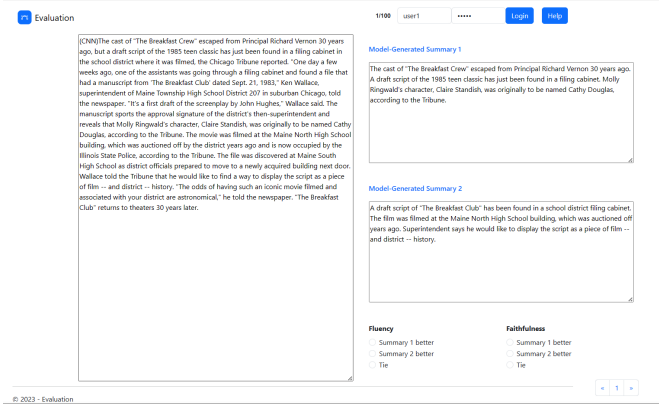 Evaluation
1/100
user1
•••••
Login
Help
(CNN)The cast of "The Breakfast Crew" escaped from Principal Richard Vernon 30 years
ago, but a draft script of the 1985 teen classic has just been found in a filing cabinet in
the school district where it was filmed, the Chicago Tribune reported. "One day a few
weeks ago, one of the assistants was going through a filing cabinet and found a file that
had a manuscript from 'The Breakfast Club' dated Sept. 21, 1983," Ken Wallace,
superintendent of Maine Township High School District 207 in suburban Chicago, told
the newspaper. "It's a first draft of the screenplay by John Hughes," Wallace said. The
manuscript sports the approval signature of the district's then-superintendent and
reveals that Molly Ringwald's character, Claire Standish, was originally to be named Cathy
Douglas, according to the Tribune. The movie was filmed at the Maine North High School
building, which was auctioned off by the district years ago and is now occupied by the
Illinois State Police, according to the Tribune. The file was discovered at Maine South
High School as district officials prepared to move to a newly acquired building next door.
Wallace told the Tribune that he would like to find a way to display the script as a piece
of film -- and district -- history. "The odds of having such an iconic movie filmed and
associated with your district are astronomical," he told the newspaper. "The Breakfast
Club" returns to theaters 30 years later.
Model-Generated Summary 1
The cast of "The Breakfast Crew" escaped from Principal Richard Vernon 30 years ago.
A draft script of the 1985 teen classic has just been found in a filing cabinet. Molly
Ringwald's character, Claire Standish, was originally to be named Cathy Douglas,
according to the Tribune.
Model-Generated Summary 2
A draft script of "The Breakfast Club" has been found in a school district filing cabinet.
The film was filmed at the Maine North High School building, which was auctioned off
years ago. Superintendent says he would like to display the script as a piece of film --
and district -- history.
Fluency
Summary 1 better
Summary 2 better
Tie
Faithfulness
Summary 1 better
Summary 2 better
Tie
« 1 »
© 2023 - Evaluation